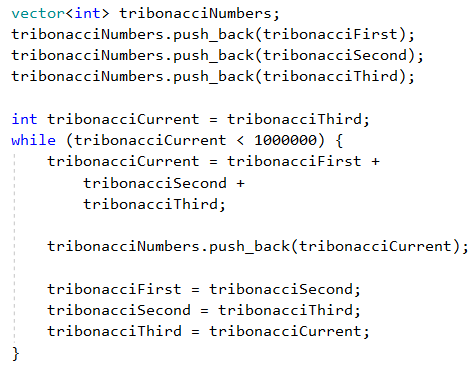 vector<int> tribonacciNumbers;
tribonacciNumbers.push_back(tribonacciFirst);
tribonacciNumbers.push_back(tribonacciSecond);
tribonacciNumbers.push_back(tribonacciThird);

int tribonacciCurrent = tribonacciThird;
while (tribonacciCurrent < 1000000) {
    tribonacciCurrent = tribonacciFirst +
        tribonacciSecond +
        tribonacciThird;

    tribonacciNumbers.push_back(tribonacciCurrent);

    tribonacciFirst = tribonacciSecond;
    tribonacciSecond = tribonacciThird;
    tribonacciThird = tribonacciCurrent;
}